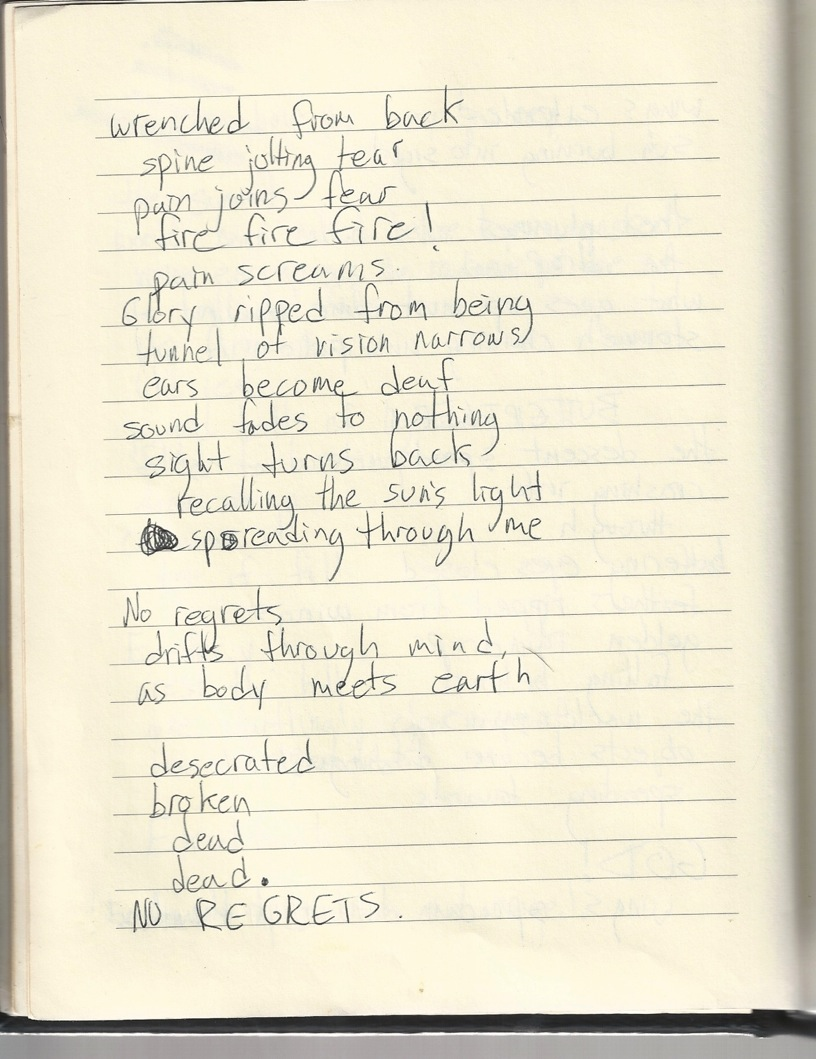 wrenched from back
spine jolting tear
pain joins fear
fire fire fire!
pain screams.
Glory ripped from being
tunnel of vision narrows
ears become deaf
sound fades to nothing
sight turns back
recalling the sun's light
spreading through me
No regrets
drifts through mind,
as body meets earth
desecrated
broken
dead
dead.
NO REGRETS.